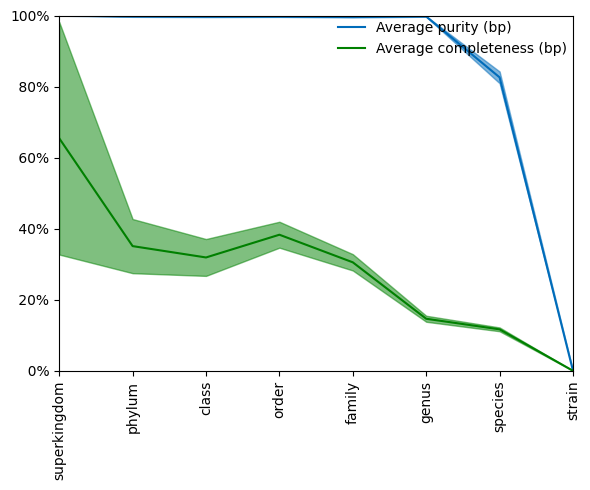 100%
80%
60%
40%
20%
0%
Average purity (bp)
Average completeness (bp)
superkingdom
phylum
class
order
family
genus
species
strain